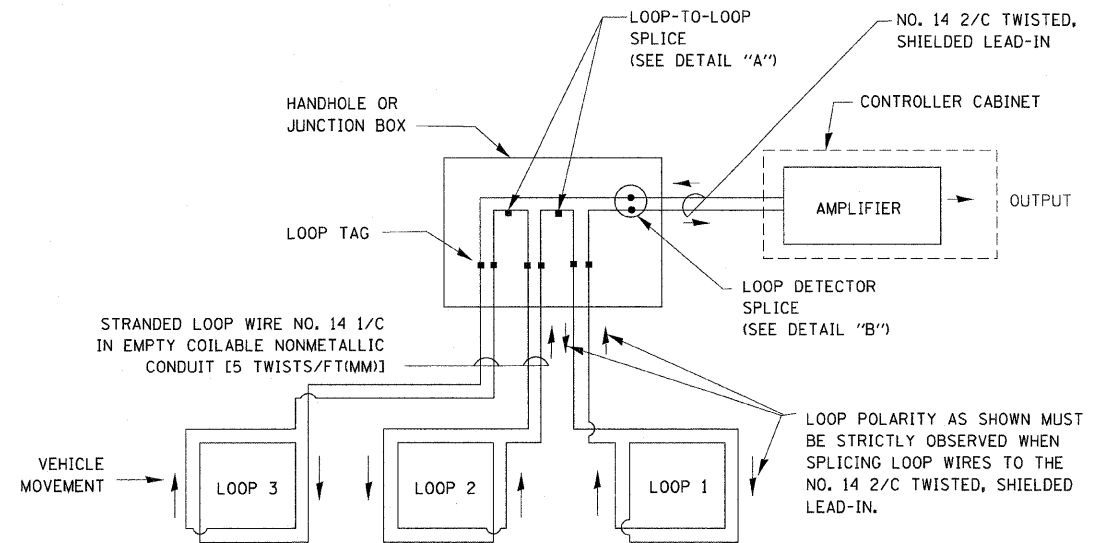 LOOP-TO-LOOP
SPLICE
(SEE DETAIL "A")
NO. 14 2/C TWISTED,
SHIELDED LEAD-IN
HANDHOLE OR
JUNCTION BOX
CONTROLLER CABINET
AMPLIFIER
OUTPUT
LOOP TAG
LOOP DETECTOR
SPLICE
(SEE DETAIL "B")
STRANDED LOOP WIRE NO. 14 1/C
IN EMPTY COILABLE NONMETALLIC
CONDUIT [5 TWISTS/FT(MM)]
LOOP POLARITY AS SHOWN MUST
BE STRICTLY OBSERVED WHEN
SPLICING LOOP WIRES TO THE
NO. 14 2/C TWISTED, SHIELDED
LEAD-IN.
VEHICLE
MOVEMENT
LOOP 3
LOOP 2
LOOP 1